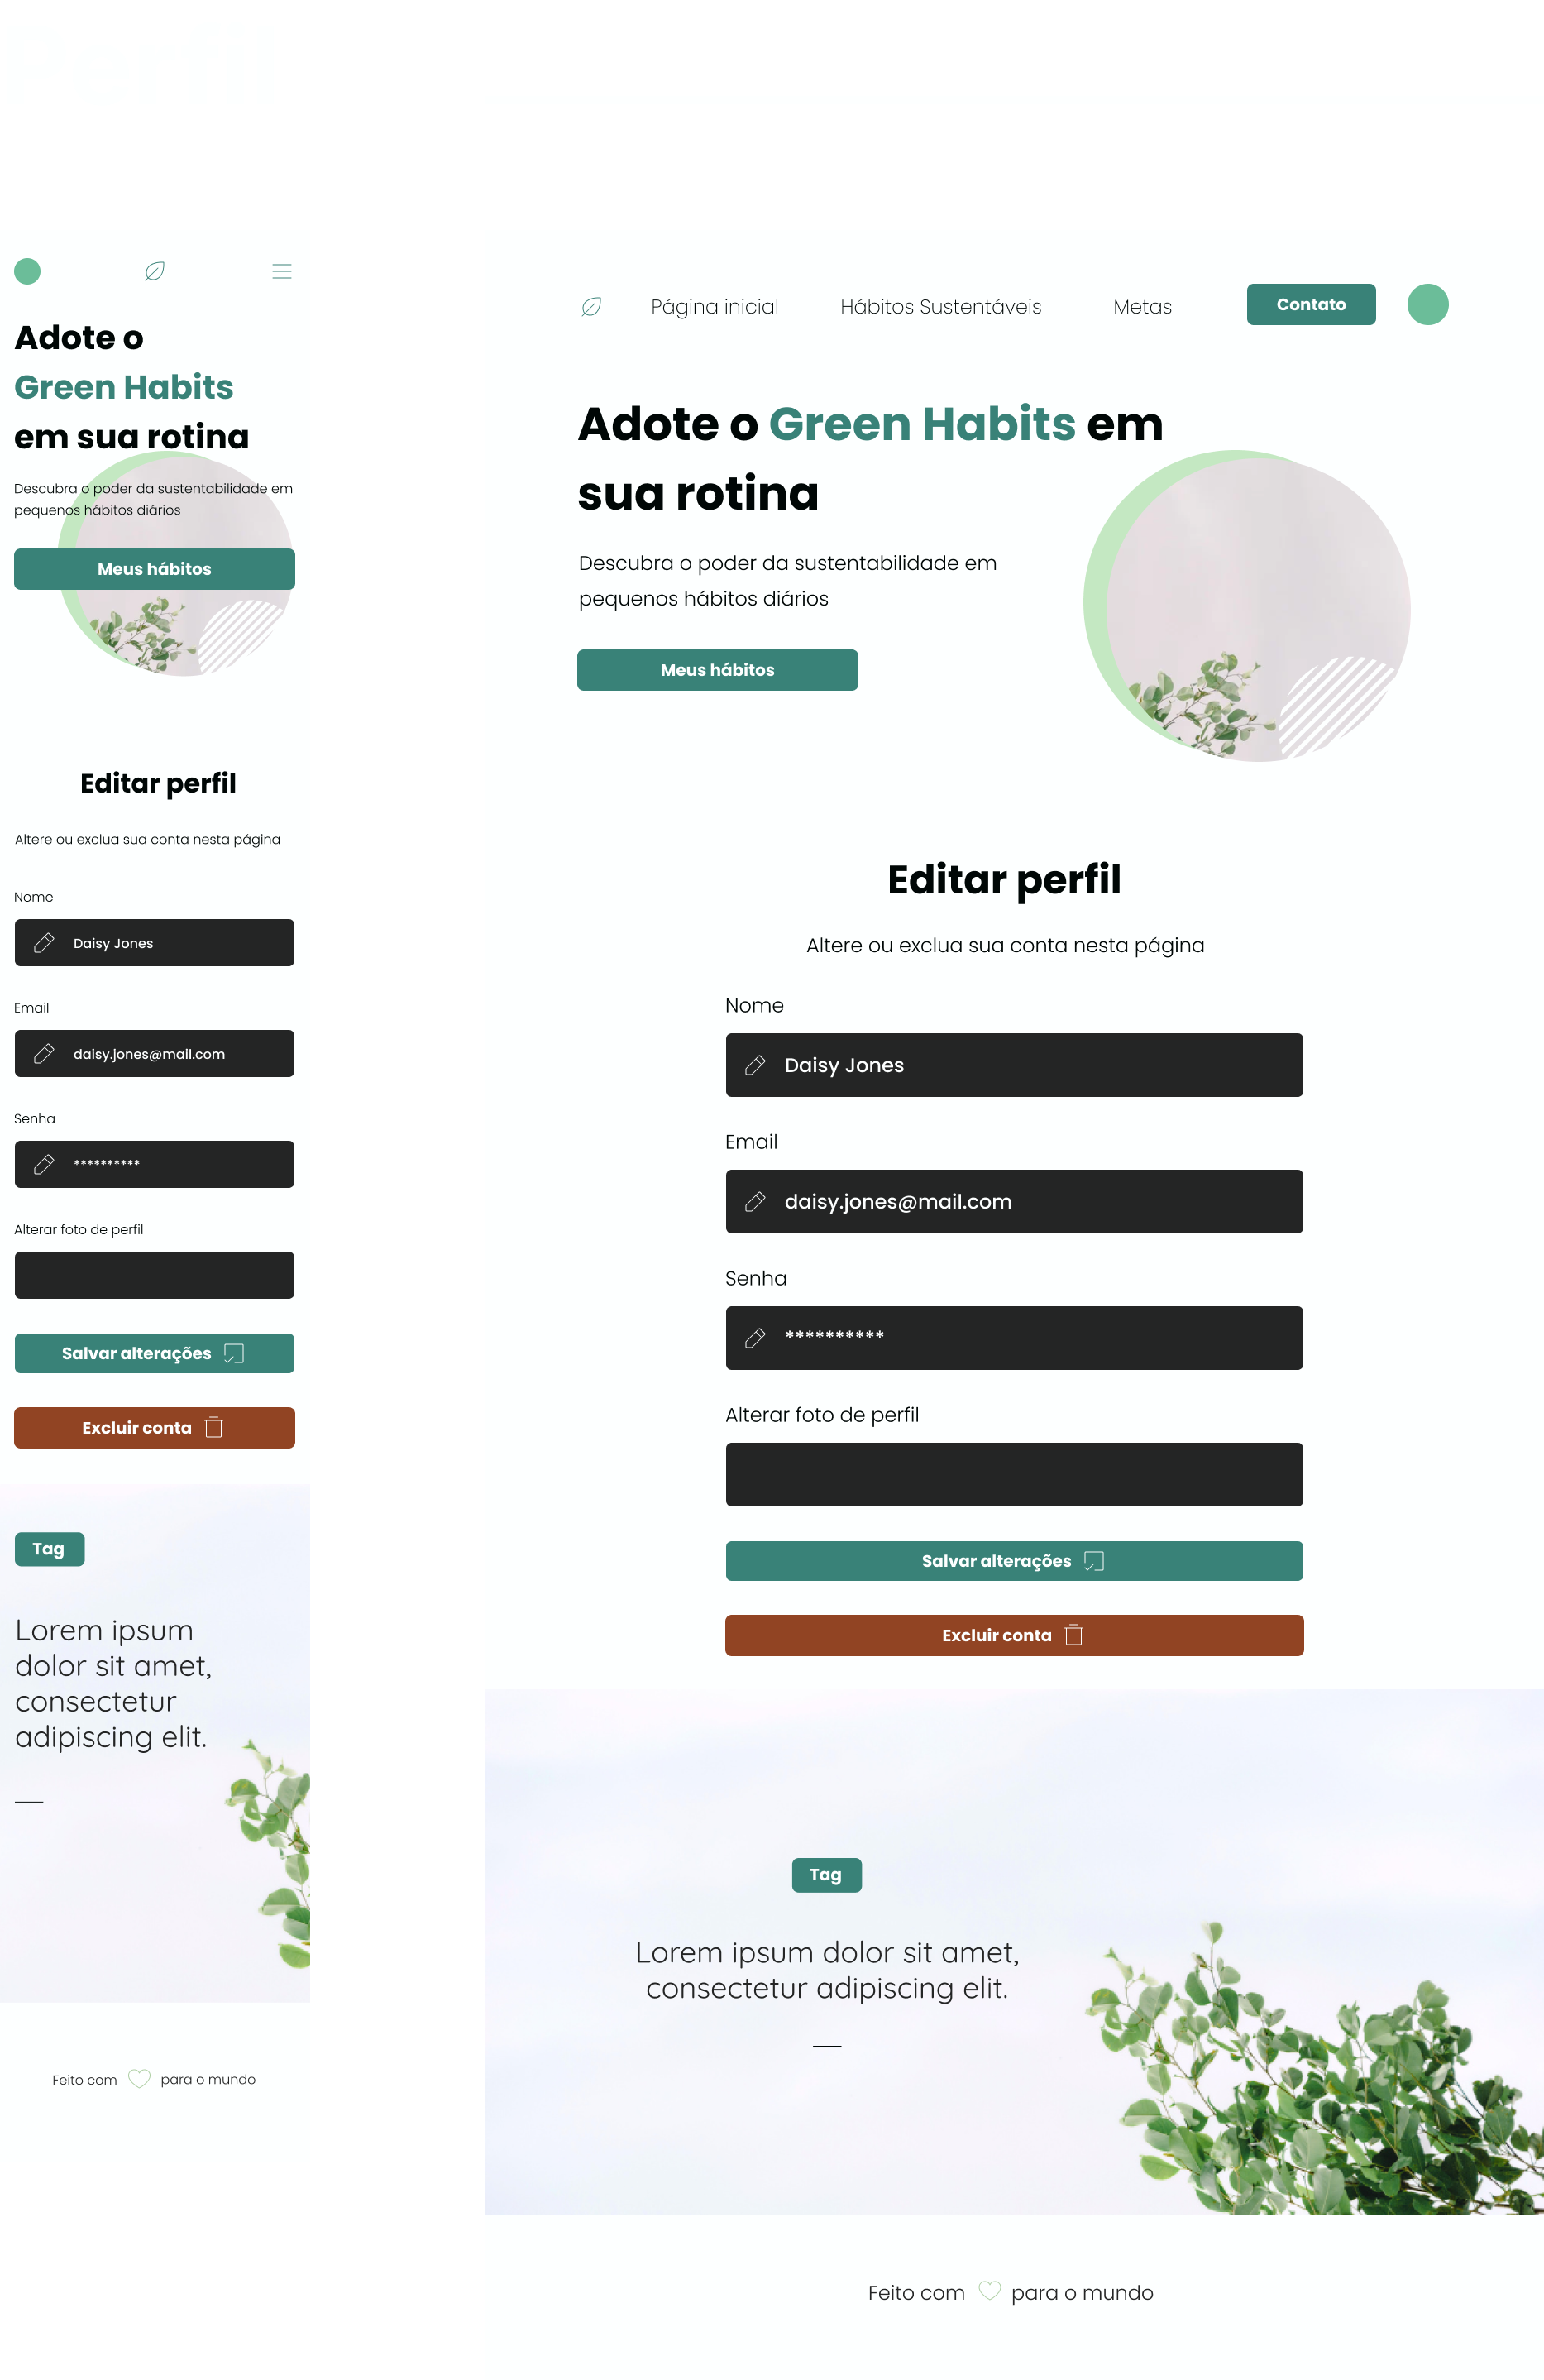 Perfil
Adote o
Green Habits
em sua rotina
Descubra o poder da sustentabilidade em
pequenos hábitos diários
Meus hábitos
Editar perfil
Altere ou exclua sua conta nesta página
Nome
Daisy Jones
Email
daisy.jones@mail.com
Senha
**********
Alterar foto de perfil
Salvar alterações
Excluir conta
Tag
Lorem ipsum
dolor sit amet,
consectetur
adipiscing elit.
Feito com para o mundo
Página inicial Hábitos Sustentáveis Metas Contato
Adote o Green Habits em
sua rotina
Descubra o poder da sustentabilidade em
pequenos hábitos diários
Meus hábitos
Editar perfil
Altere ou exclua sua conta nesta página
Nome
Daisy Jones
Email
daisy.jones@mail.com
Senha
**********
Alterar foto de perfil
Salvar alterações
Excluir conta
Tag
Lorem ipsum dolor sit amet,
consectetur adipiscing elit.
Feito com para o mundo